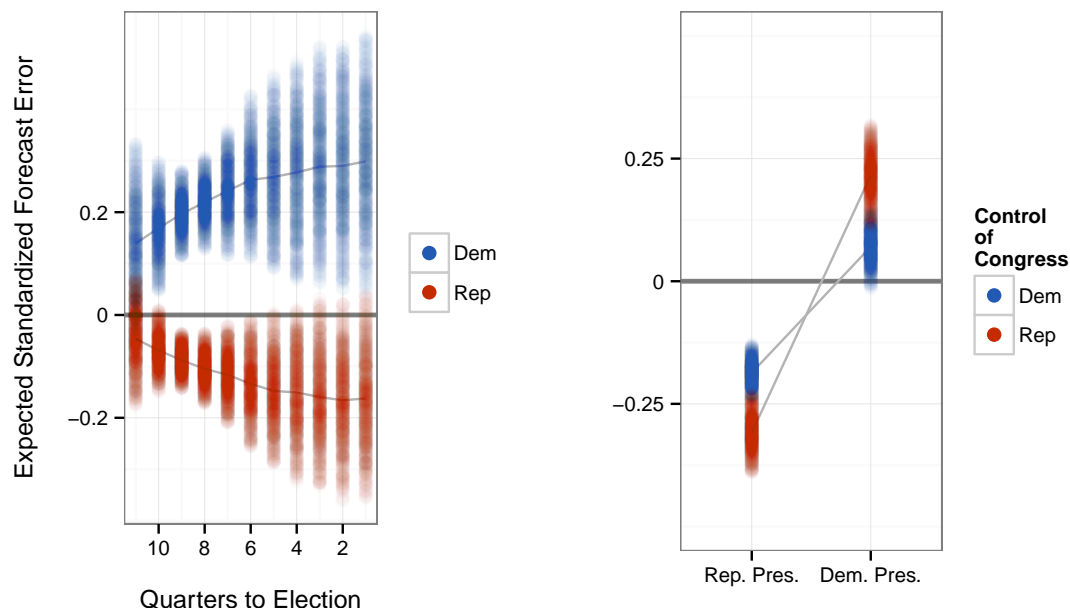 Expected Standardized Forecast Error
0.2
0
−0.2
10 8 6 4 2
Quarters to Election
Dem
Rep
0.25
0
−0.25
Rep. Pres. Dem. Pres.
Control
of
Congress
Dem
Rep